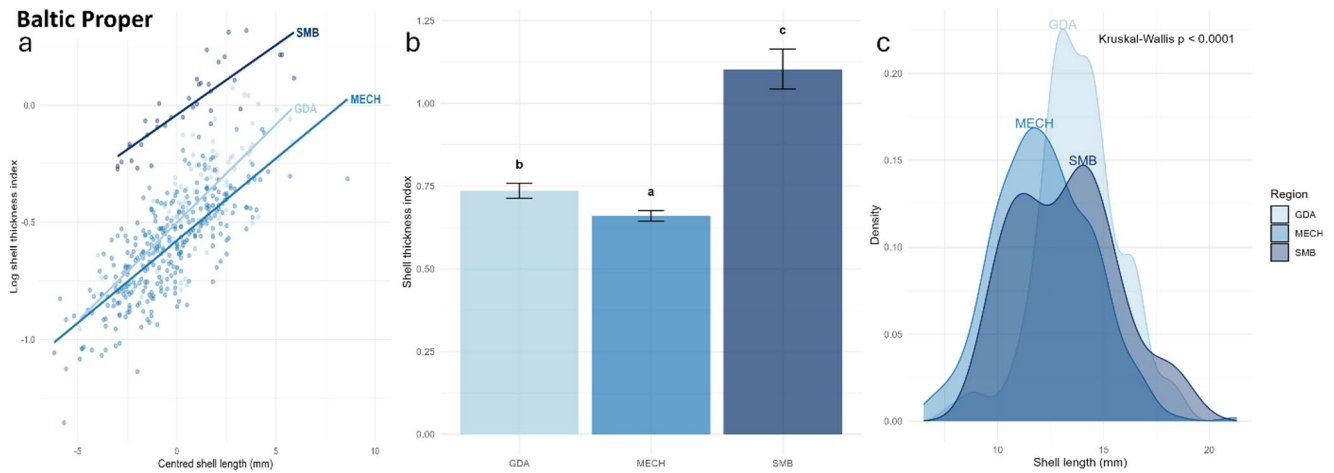 Baltic Proper
a
Log shell thickness index
0.0
-0.5
-1.0
SMB
GDA
MECH
-5
0
5
10
Centred shell length (mm)
b
Shell thickness index
1.25
1.00
0.75
0.50
0.25
0.00
b
a
c
GDA
MECH
SMB
c
Kruskal-Wallis p < 0.0001
Density
0.20
0.15
0.10
0.05
0.00
GDA
MECH
SMB
10
15
20
Shell length (mm)
Region
GDA
MECH
SMB